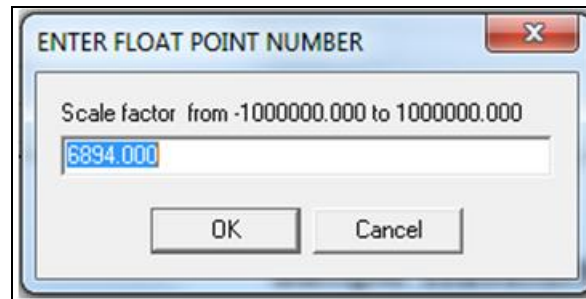 ENTER FLOAT POINT NUMBER
Scale factor from -1000000.000 to 1000000.000
6894.000
OK Cancel